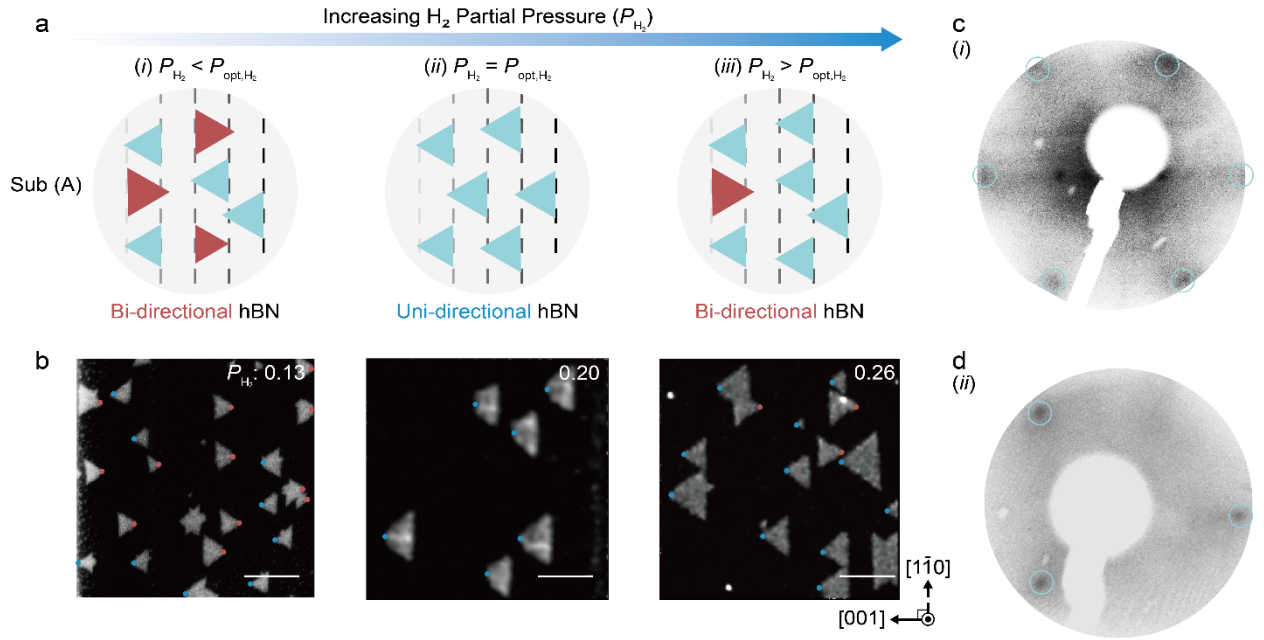 a
Increasing H₂ Partial Pressure (P_H₂)
(i) P_H₂ < P_opt,H₂
(ii) P_H₂ = P_opt,H₂
(iii) P_H₂ > P_opt,H₂
Sub (A)
Bi-directional hBN
Uni-directional hBN
Bi-directional hBN
b
P_H₂: 0.13
0.20
0.26
[11̄0]
[001]
c
(i)
d
(ii)